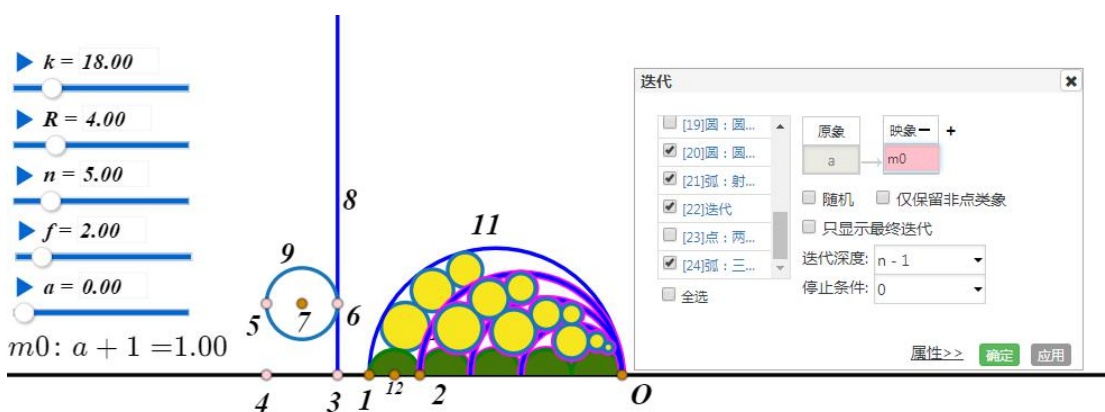 k = 18.00
R = 4.00
n = 5.00
f = 2.00
a = 0.00
m0: a + 1 =1.00
8
9
11
5
7
6
4
3
1
12
2
O
迭代
[19]圆：圆...
[20]圆：圆...
[21]弧：射...
[22]迭代
[23]点：两...
[24]弧：三...
全选
原象
映象
+
a
m0
随机
仅保留非点类象
只显示最终迭代
迭代深度: n - 1
停止条件: 0
属性>>
确定
应用